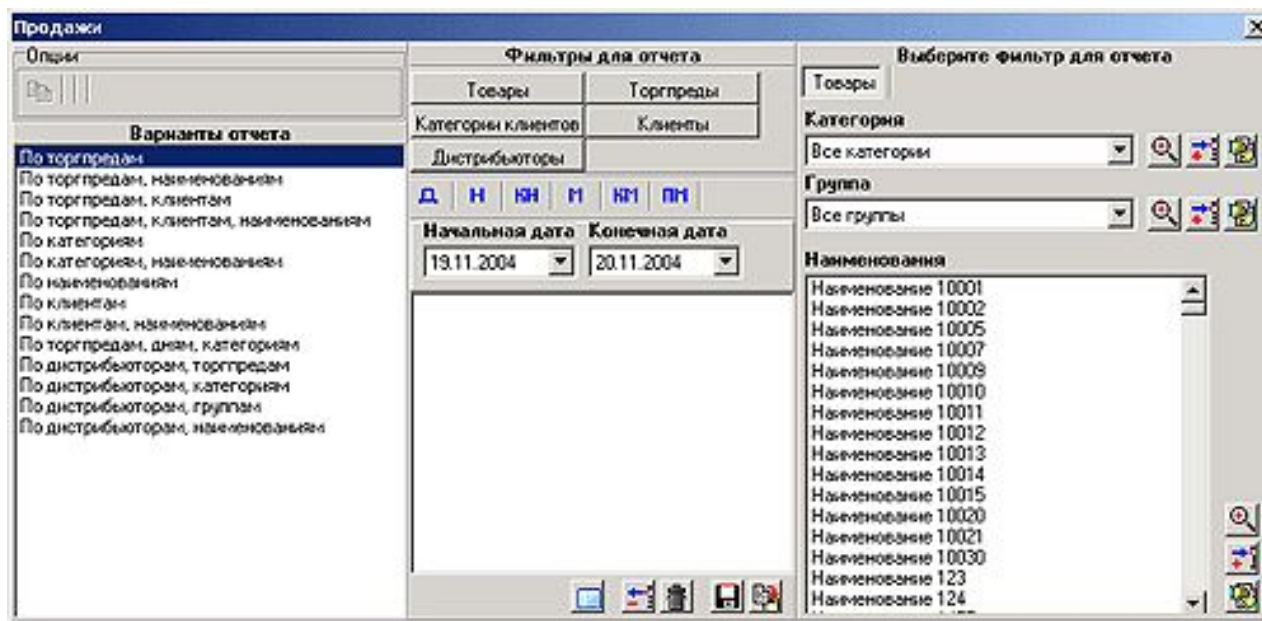 Продажи
Опции
Варианты отчета
По торгпредам
По торгпредам, наименованиям
По торгпредам, клиентам
По торгпредам, клиентам, наименованиям
По категориям
По категориям, наименованиям
По наименованиям
По клиентам
По клиентам, наименованиям
По торгпредам, дням, категориям
По дистрибьюторам, торгпредам
По дистрибьюторам, категориям
По дистрибьюторам, группам
По дистрибьюторам, наименованиям
Фильтры для отчета
Товары Торгпреды
Категории клиентов Клиенты
Дистрибьюторы
Д Н КН М КМ ПН
Начальная дата Конечная дата
19.11.2004 20.11.2004
Выберите фильтр для отчета
Товары
Категория
Все категории
Группа
Все группы
Наименования
Наименование 10001
Наименование 10002
Наименование 10005
Наименование 10007
Наименование 10009
Наименование 10010
Наименование 10011
Наименование 10012
Наименование 10013
Наименование 10014
Наименование 10015
Наименование 10020
Наименование 10021
Наименование 10030
Наименование 123
Наименование 124